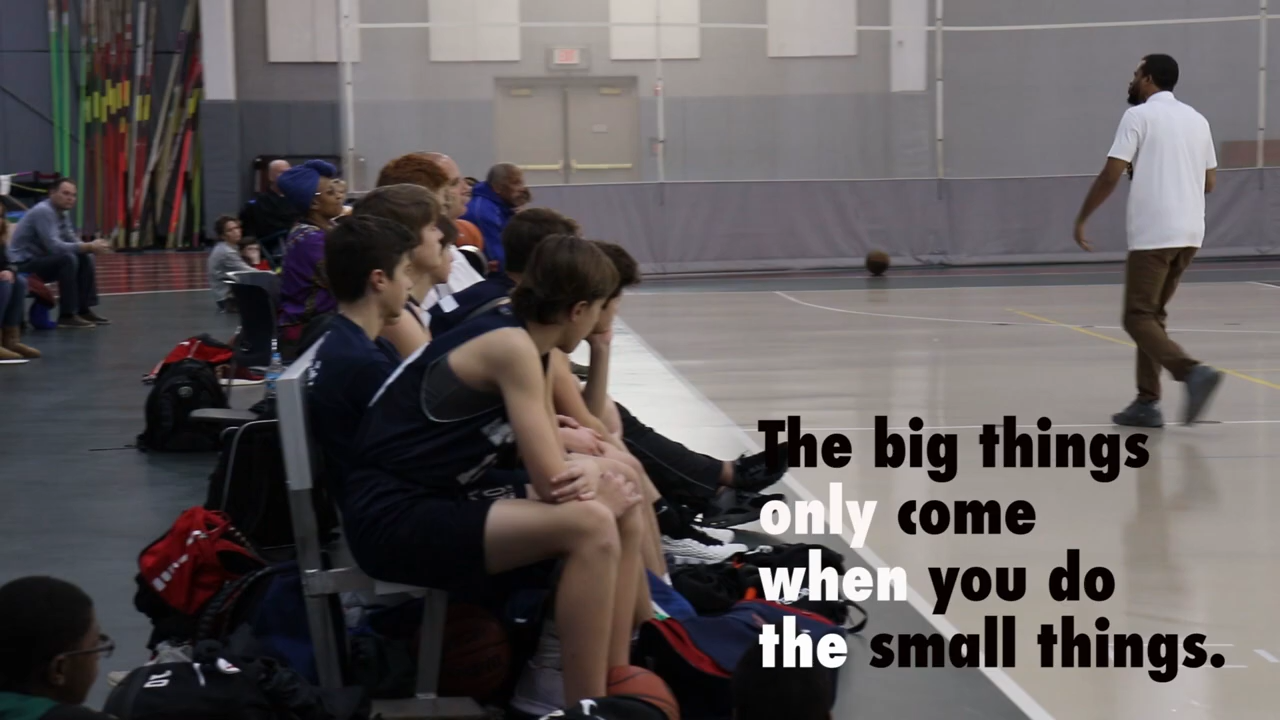 The big things
only come
when you do
the small things.